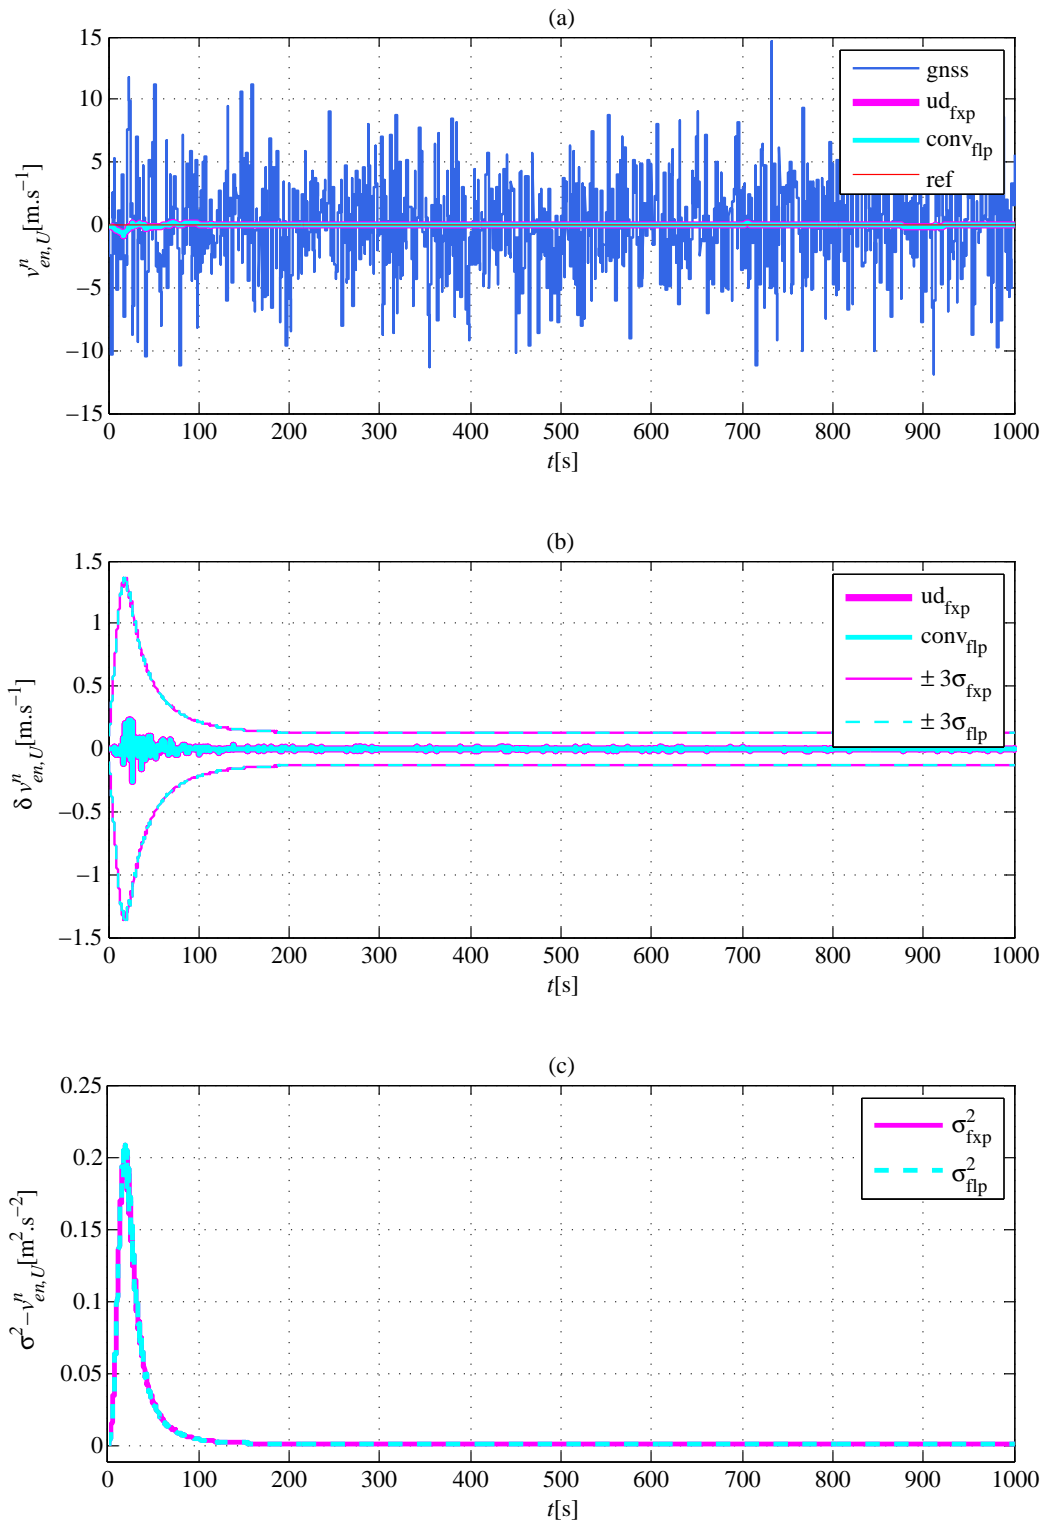 (a)
15
10
5
0
−5
−10
−15
v^n_{en,U}[m.s^{−1}]
gnss
ud_{fxp}
conv_{flp}
ref
0 100 200 300 400 500 600 700 800 900 1000
t[s]
(b)
1.5
1
0.5
0
−0.5
−1
−1.5
δ v^n_{en,U}[m.s^{−1}]
ud_{fxp}
conv_{flp}
± 3σ_{fxp}
± 3σ_{flp}
0 100 200 300 400 500 600 700 800 900 1000
t[s]
(c)
0.25
0.2
0.15
0.1
0.05
0
σ^2−v^n_{en,U}[m^2.s^{−2}]
σ^2_{fxp}
σ^2_{flp}
0 100 200 300 400 500 600 700 800 900 1000
t[s]